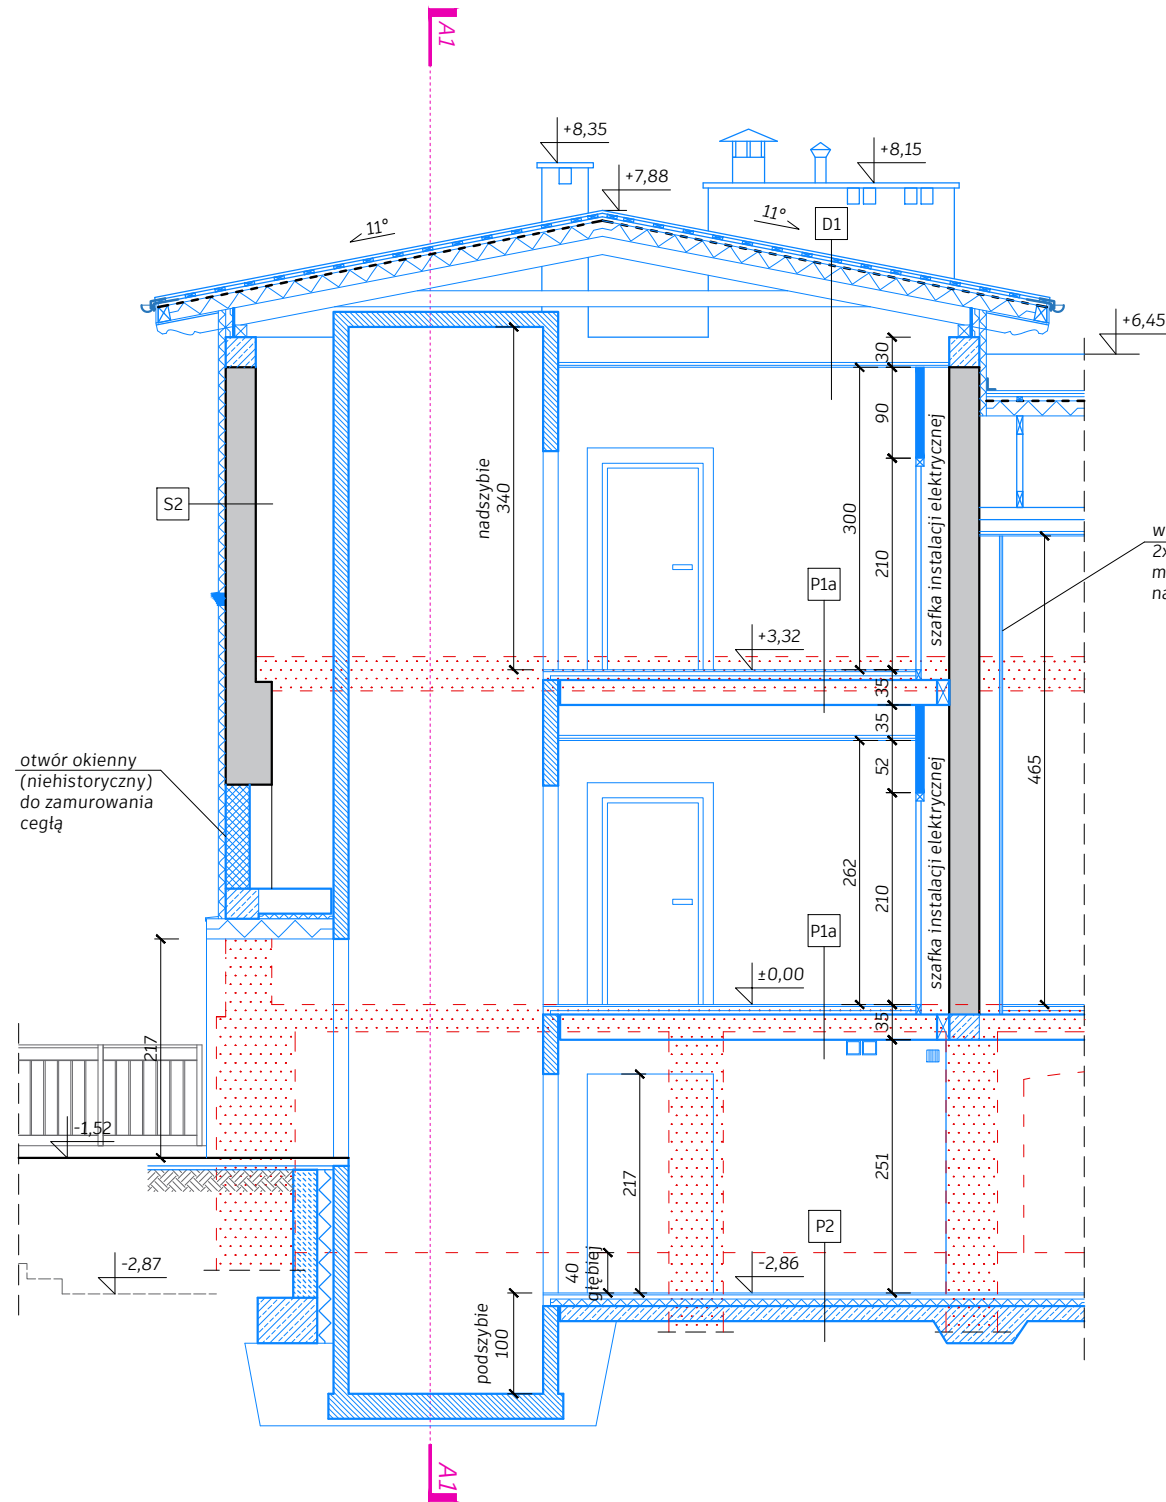 A1
+8,35
+8,15
+7,88
11°
11°
D1
+6,45
30
90
szafka instalacji elektrycznej
S2
nadszybie
340
300
210
w
2x
m
na
P1a
+3,32
35
35
52
465
otwór okienny
(niehistoryczny)
do zamurowania
cegłą
szafka instalacji elektrycznej
262
210
P1a
±0,00
35
217
-1,52
251
217
P2
-2,87
40
głębiej
-2,86
podszybie
100
A1